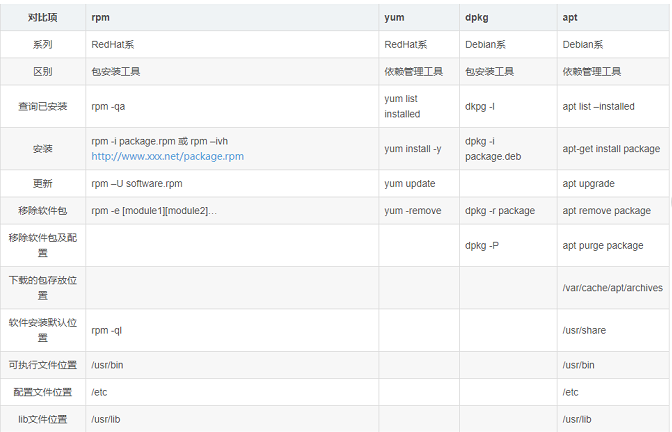 对比项 rpm yum dpkg apt
系列 RedHat系 RedHat系 Debian系 Debian系
区别 包安装工具 依赖管理工具 包安装工具 依赖管理工具
查询已安装 rpm -qa yum list installed dkpg -l apt list –installed
安装 rpm -i package.rpm 或 rpm –ivh http://www.xxx.net/package.rpm yum install -y dpkg -i package.deb apt-get install package
更新 rpm –U software.rpm yum update apt upgrade
移除软件包 rpm -e [module1][module2]… yum -remove dpkg -r package apt remove package
移除软件包及配置 dpkg -P apt purge package
下载的包存放位置 /var/cache/apt/archives
软件安装默认位置 rpm -ql /usr/share
可执行文件位置 /usr/bin /usr/bin
配置文件位置 /etc /etc
lib文件位置 /usr/lib /usr/lib